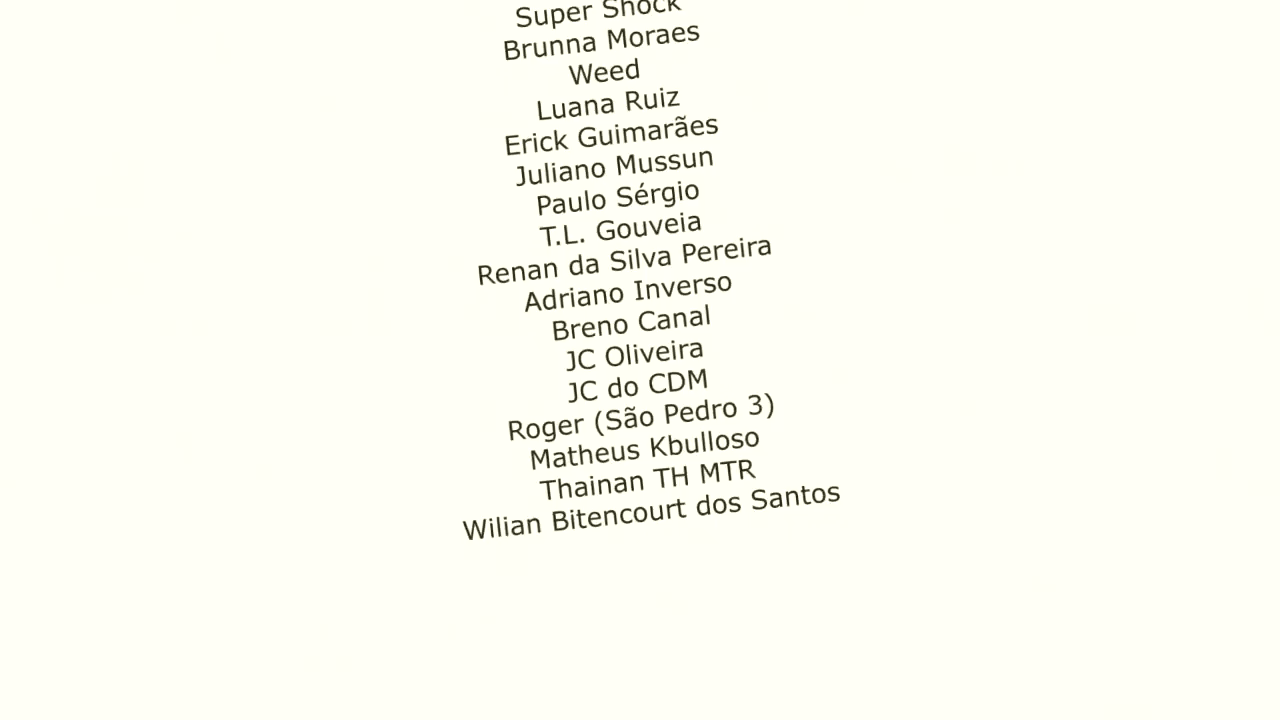 Super Shock
Brunna Moraes
Weed
Luana Ruiz
Erick Guimarães
Juliano Mussun
Paulo Sérgio
T.L. Gouveia
Renan da Silva Pereira
Adriano Inverso
Breno Canal
JC Oliveira
JC do CDM
Roger (São Pedro 3)
Matheus Kbulloso
Thainan TH MTR
Wilian Bitencourt dos Santos